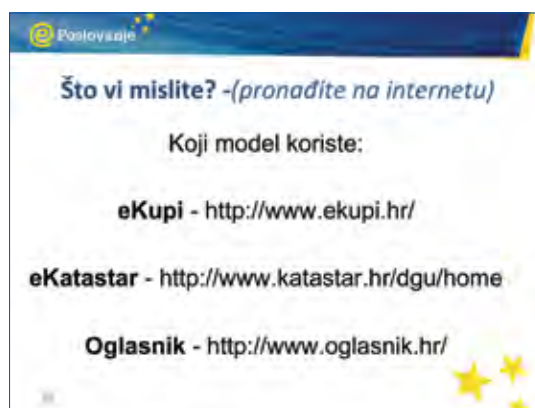 e Poslovanje
Što vi mislite? -(pronađite na internetu)
Koji model koriste:
eKupi - http://www.ekupi.hr/
eKatastar - http://www.katastar.hr/dgu/home
Oglasnik - http://www.oglasnik.hr/